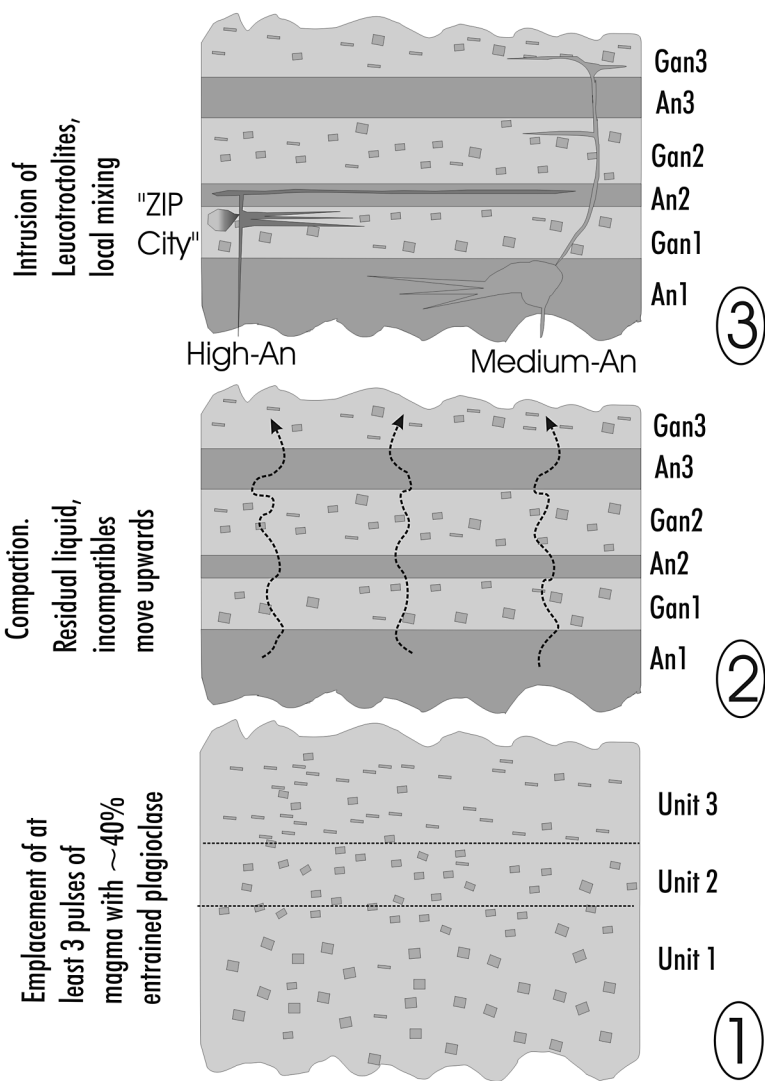 Intrusion of
Leucotroctolites,
local mixing
"ZIP
City"
Gan3
An3
Gan2
An2
Gan1
An1
3
High-An
Medium-An
Compaction.
Residual liquid,
incompatibles
move upwards
Gan3
An3
Gan2
An2
Gan1
An1
2
Emplacement of at
least 3 pulses of
magma with ~40%
entrained plagioclase
Unit 3
Unit 2
Unit 1
1